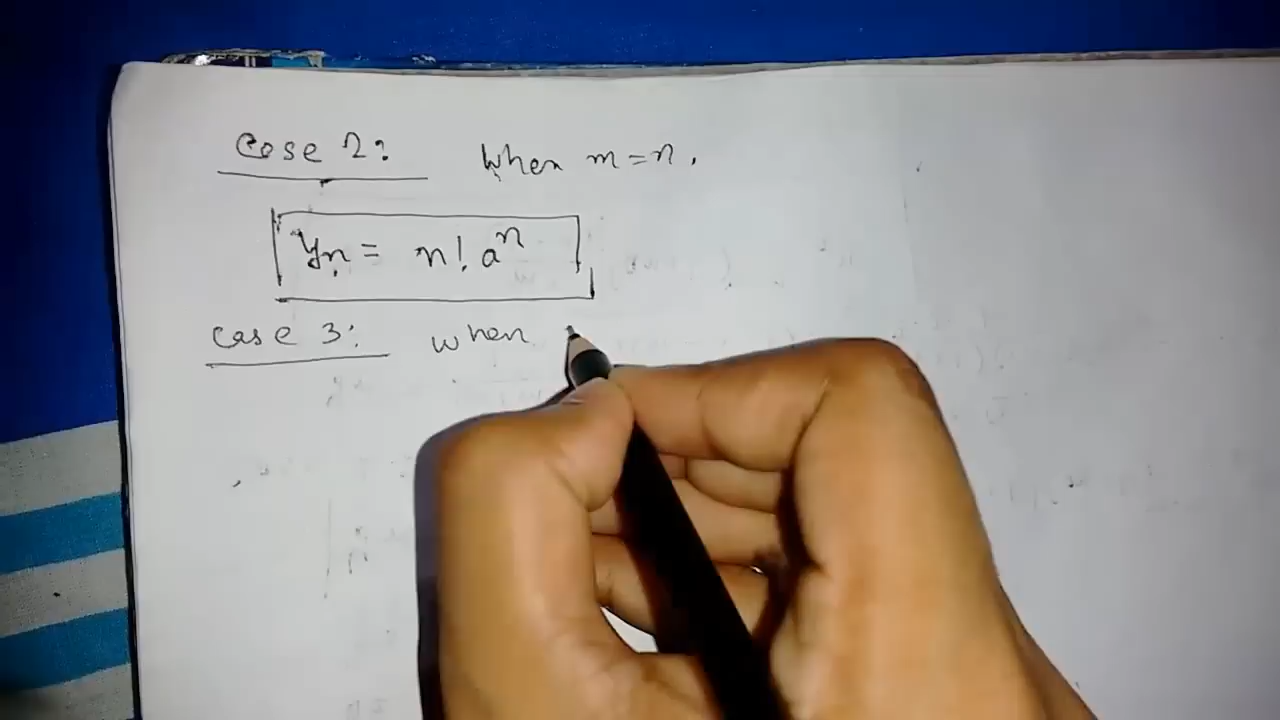 Case 2: When m=n.
yn = n! a^n
Case 3: when